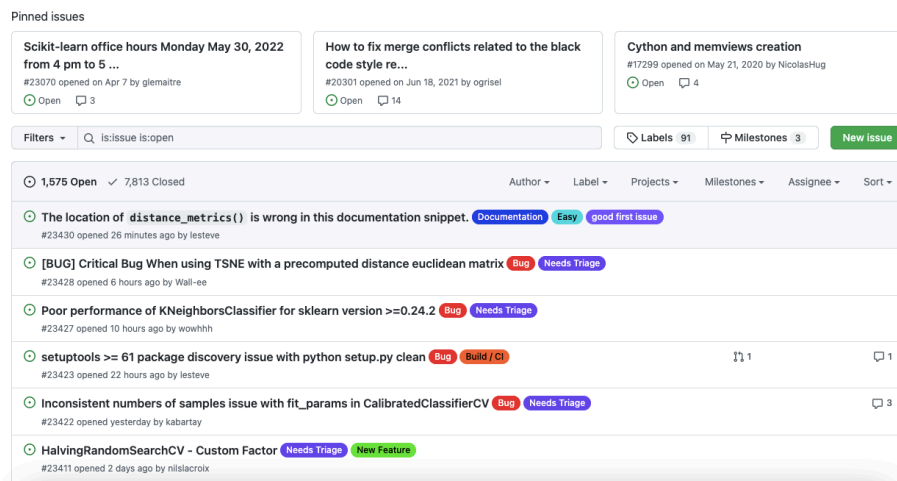 Pinned issues
Scikit-learn office hours Monday May 30, 2022
from 4 pm to 5 ...
#23070 opened on Apr 7 by glemaitre
Open 3
How to fix merge conflicts related to the black
code style re...
#20301 opened on Jun 18, 2021 by ogrisel
Open 14
Cython and memviews creation
#17299 opened on May 21, 2020 by NicolasHug
Open 4
Filters is:issue is:open Labels 91 Milestones 3 New issue
1,575 Open 7,813 Closed Author Label Projects Milestones Assignee Sort
The location of distance_metrics() is wrong in this documentation snippet. Documentation Easy good first issue
#23430 opened 26 minutes ago by lesteve
[BUG] Critical Bug When using TSNE with a precomputed distance euclidean matrix Bug Needs Triage
#23428 opened 6 hours ago by Wall-ee
Poor performance of KNeighborsClassifier for sklearn version >=0.24.2 Bug Needs Triage
#23427 opened 10 hours ago by wowhhh
setuptools >= 61 package discovery issue with python setup.py clean Bug Build / CI 1 1
#23423 opened 22 hours ago by lesteve
Inconsistent numbers of samples issue with fit_params in CalibratedClassifierCV Bug Needs Triage 3
#23422 opened yesterday by kabartay
HalvingRandomSearchCV - Custom Factor Needs Triage New Feature
#23411 opened 2 days ago by nilslacroix